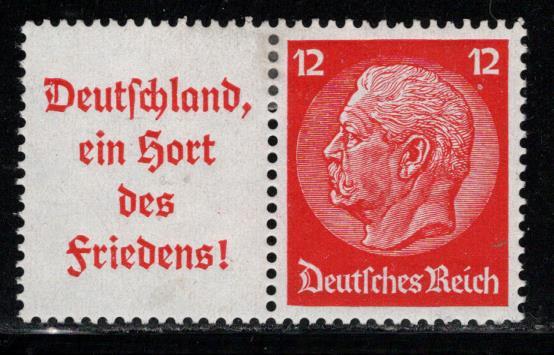 Deutschland,
ein Hort
des
Friedens!
12 12
Deutsches Reich